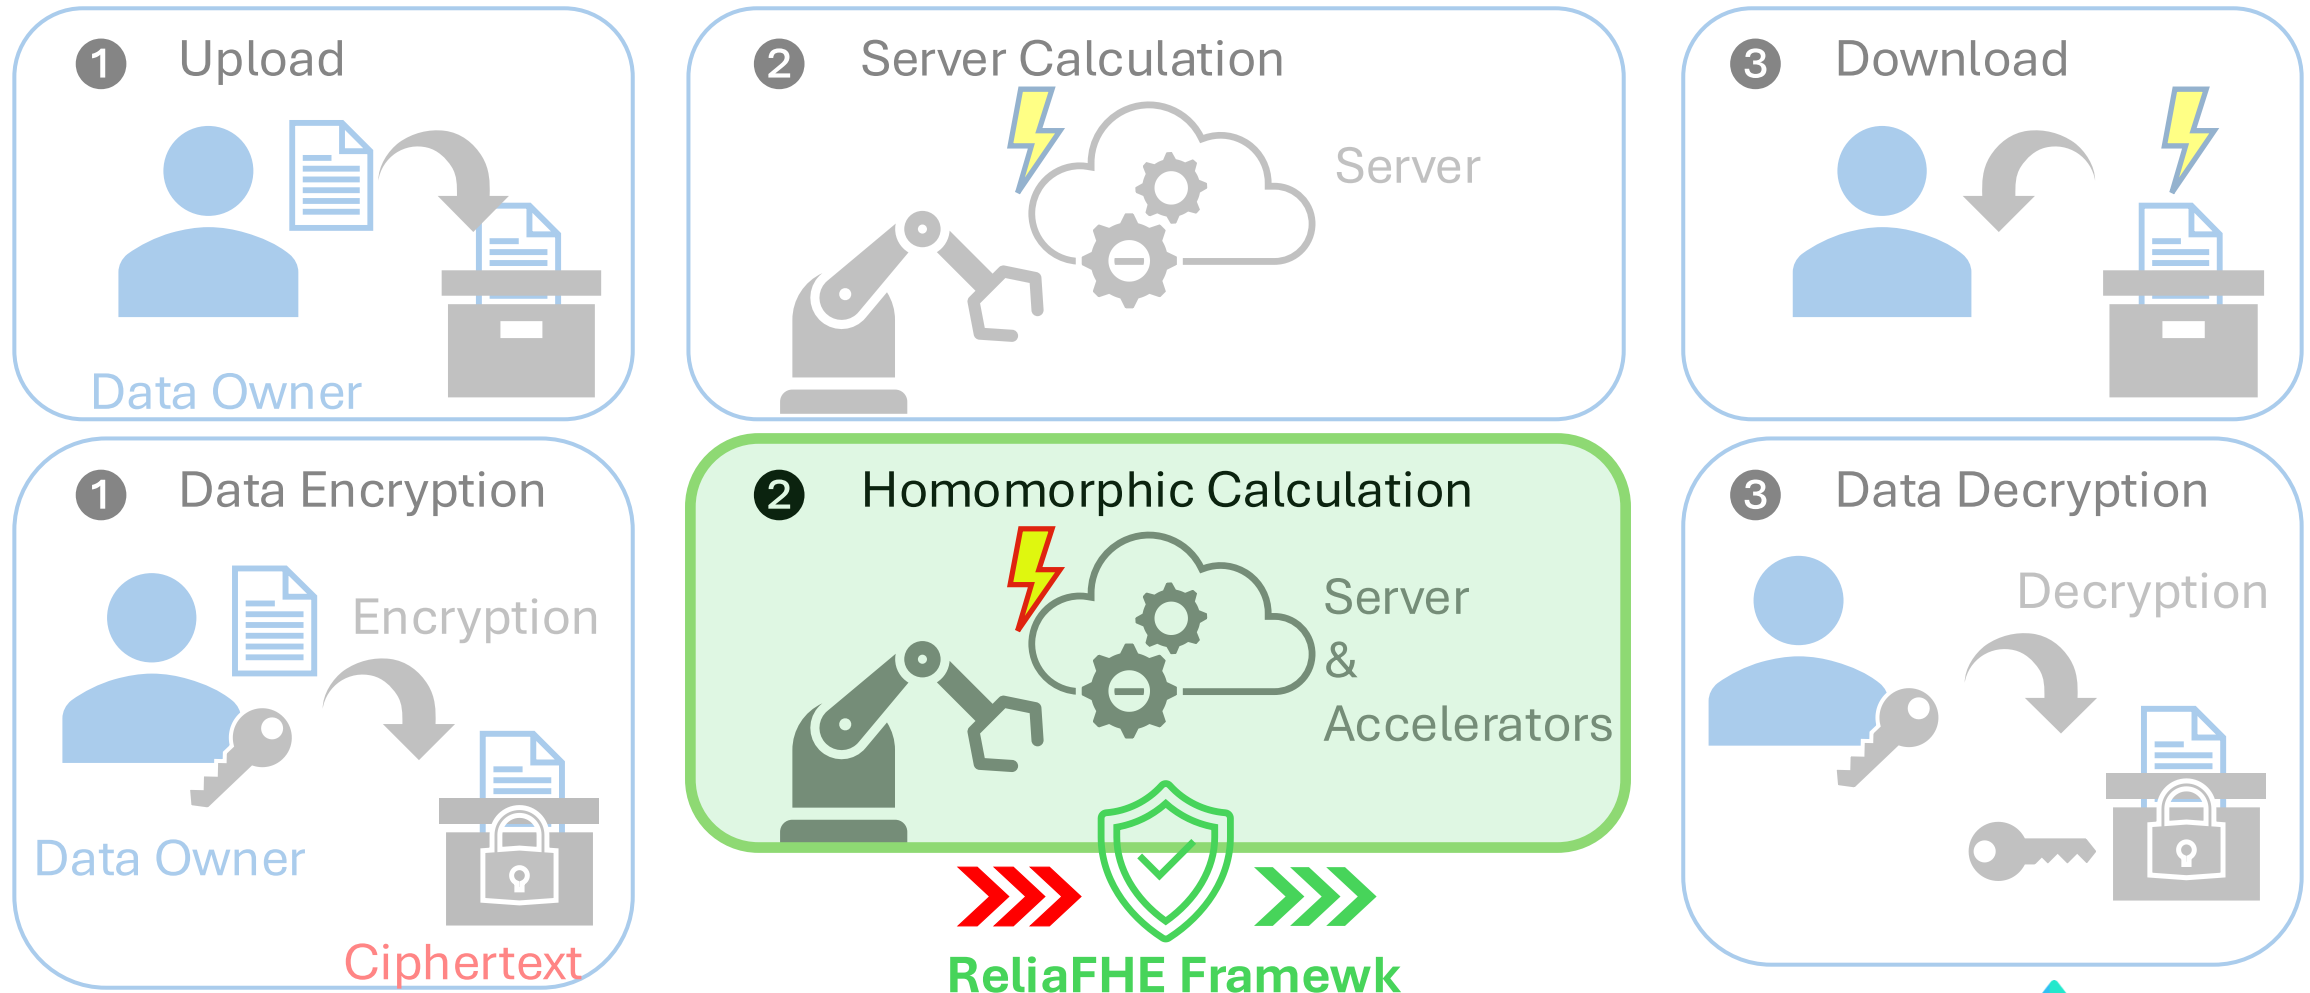 1 Upload
Data Owner
2 Server Calculation
Server
3 Download
1 Data Encryption
Encryption
Data Owner
Ciphertext
2 Homomorphic Calculation
Server
&
Accelerators
ReliaFHE Framewk
3 Data Decryption
Decryption